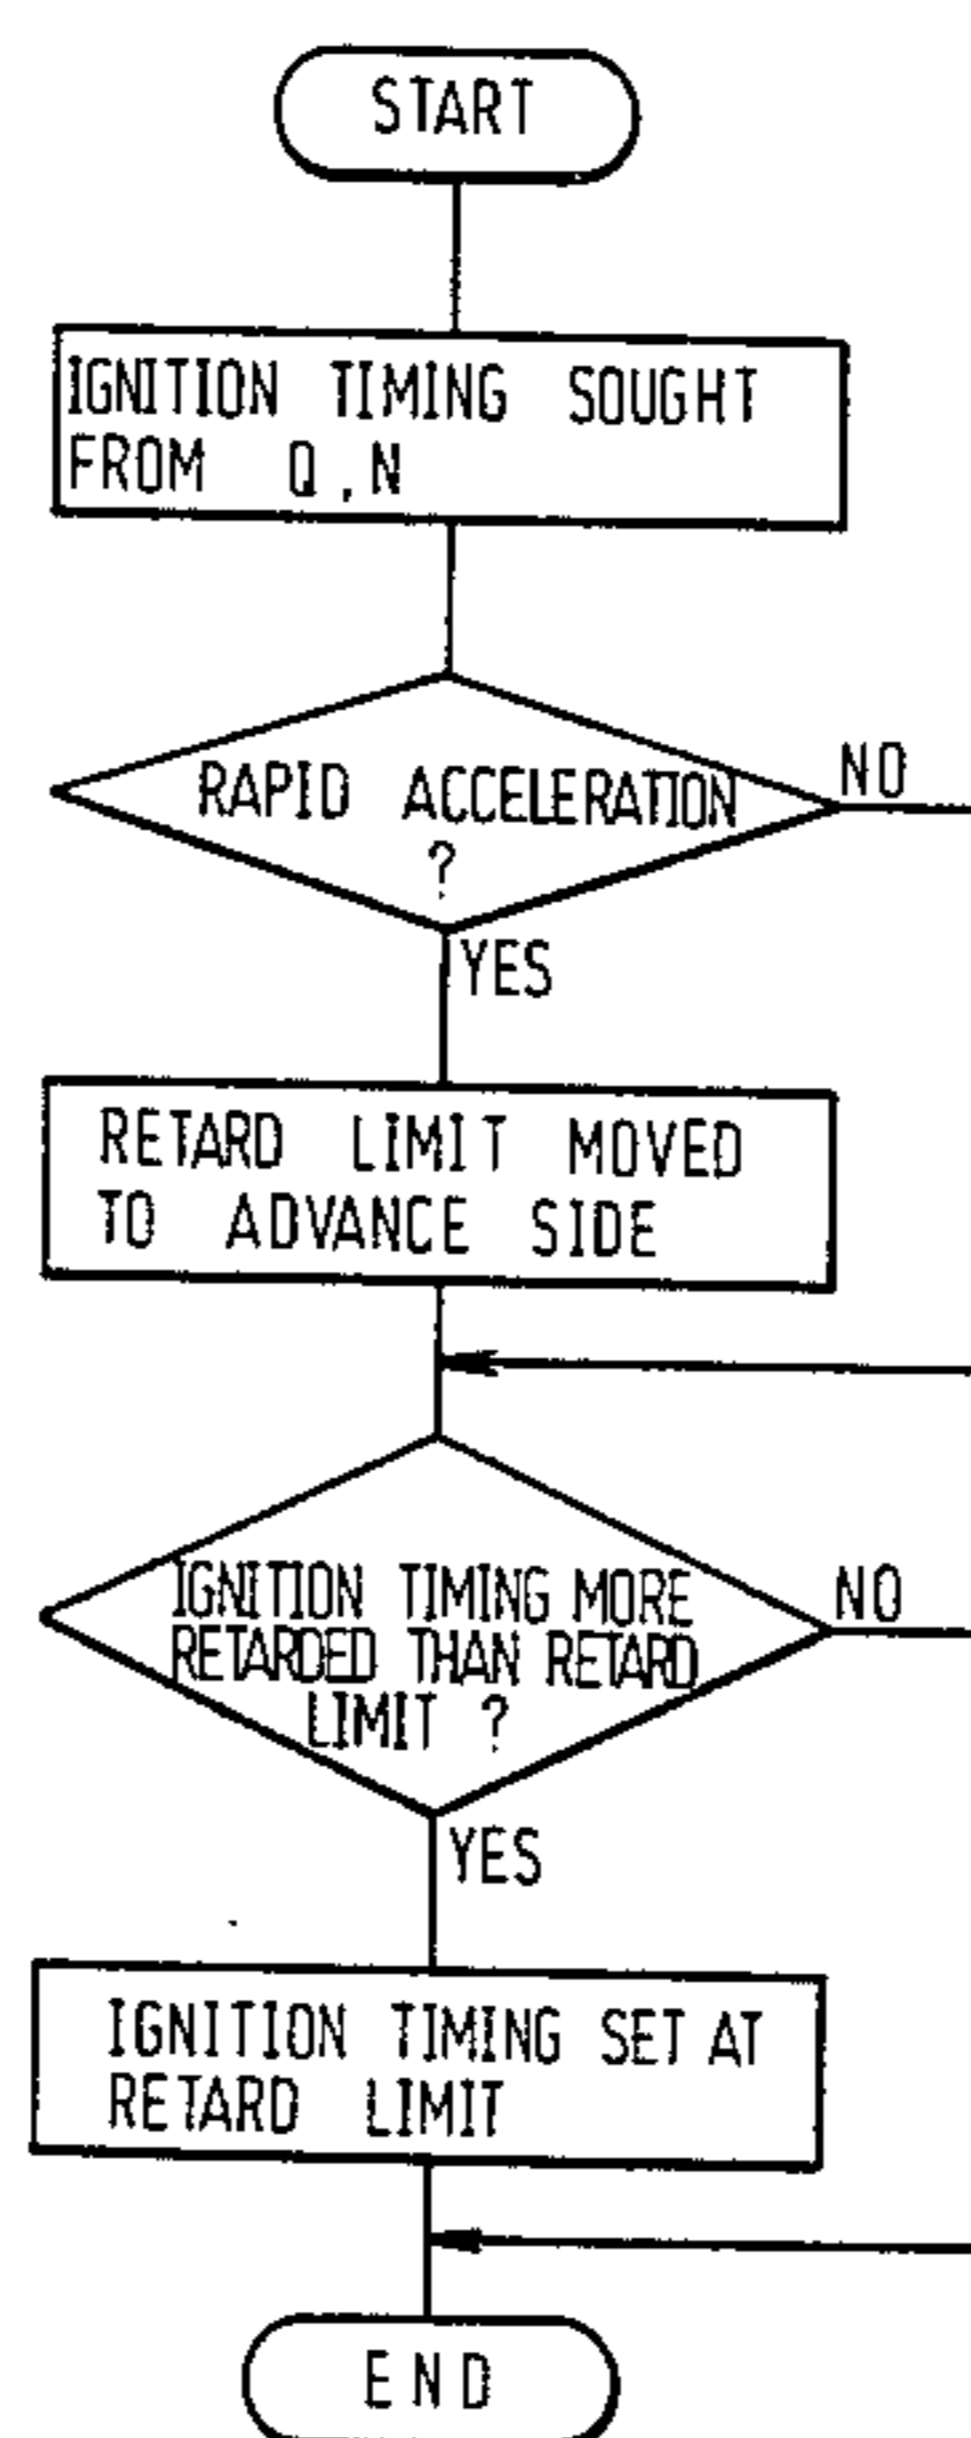 START
IGNITION TIMING SOUGHT
FROM Q,N
RAPID ACCELERATION
?
NO
YES
RETARD LIMIT MOVED
TO ADVANCE SIDE
IGNITION TIMING MORE
RETARDED THAN RETARD
LIMIT ?
NO
YES
IGNITION TIMING SET AT
RETARD LIMIT
END